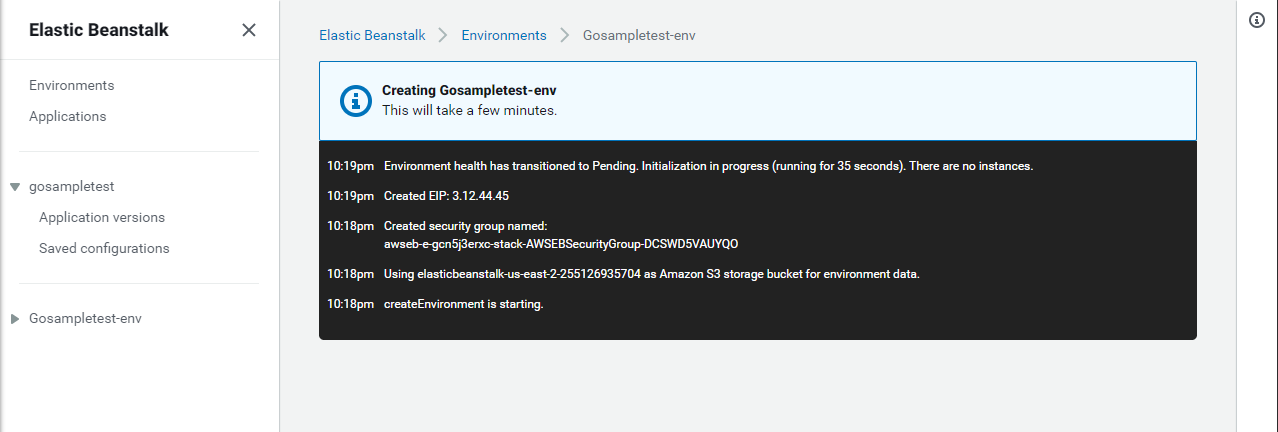 Elastic Beanstalk
Environments
Applications
gosampletest
Application versions
Saved configurations
Gosampletest-env
Elastic Beanstalk Environments Gosampletest-env
Creating Gosampletest-env
This will take a few minutes.
10:19pm Environment health has transitioned to Pending. Initialization in progress (running for 35 seconds). There are no instances.
10:19pm Created EIP: 3.12.44.45
10:18pm Created security group named:
awseb-e-gcn5j3erxc-stack-AWSEBSecurityGroup-DCSWD5VAUYQO
10:18pm Using elasticbeanstalk-us-east-2-255126935704 as Amazon S3 storage bucket for environment data.
10:18pm createEnvironment is starting.